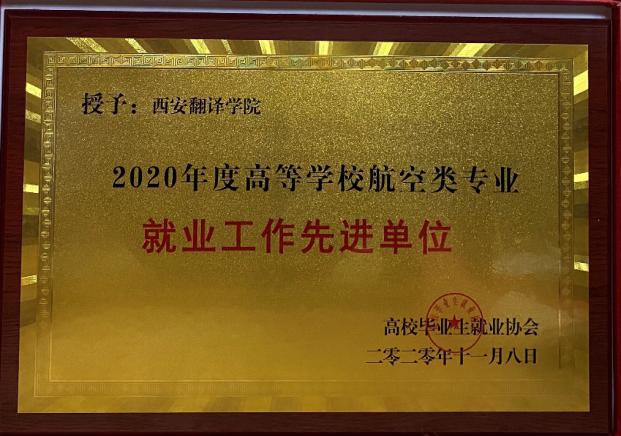 授予：西安翻译学院
2020年度高等学校航空类专业
就业工作先进单位
高校毕业生就业协会
二零二零年十一月八日